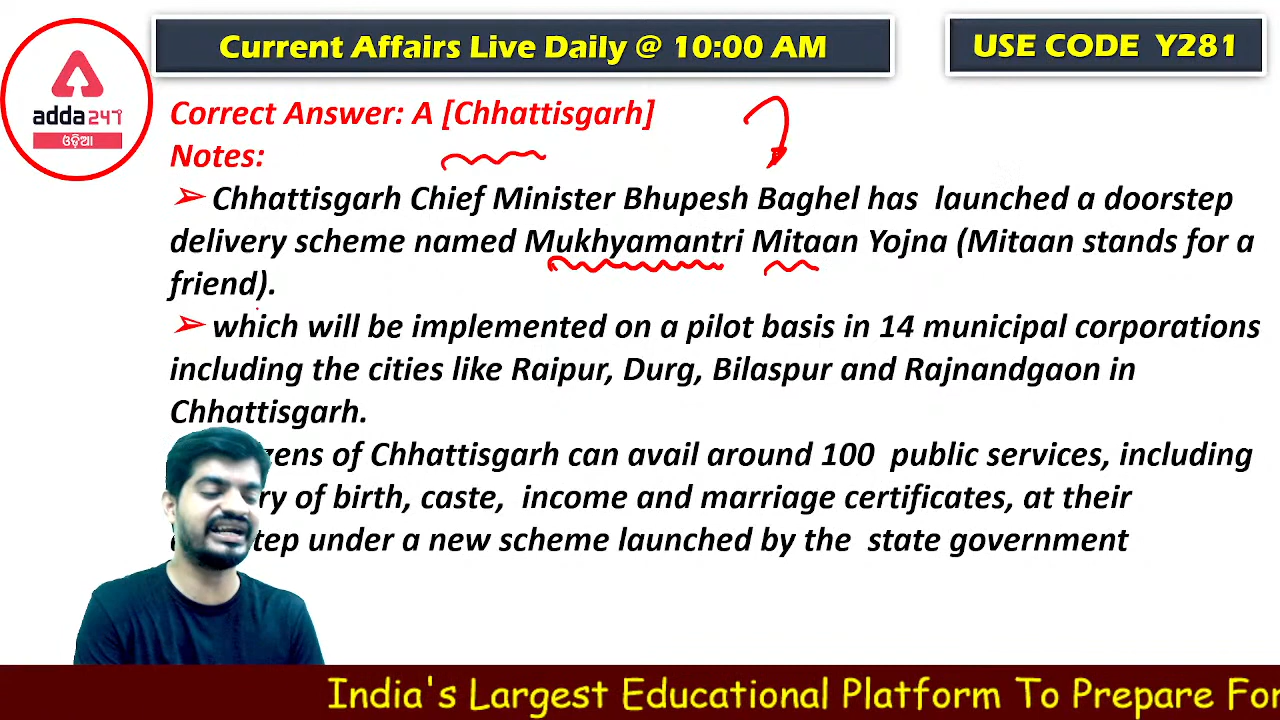 Current Affairs Live Daily @ 10:00 AM
USE CODE Y281
adda247
ଓଡ଼ିଆ
Correct Answer: A [Chhattisgarh]
Notes:
➢ Chhattisgarh Chief Minister Bhupesh Baghel has launched a doorstep
delivery scheme named Mukhyamantri Mitaan Yojna (Mitaan stands for a
friend).
➢ which will be implemented on a pilot basis in 14 municipal corporations
including the cities like Raipur, Durg, Bilaspur and Rajnandgaon in
Chhattisgarh.
of Chhattisgarh can avail around 100 public services, including
of birth, caste, income and marriage certificates, at their
under a new scheme launched by the state government
India's Largest Educational Platform To Prepare For